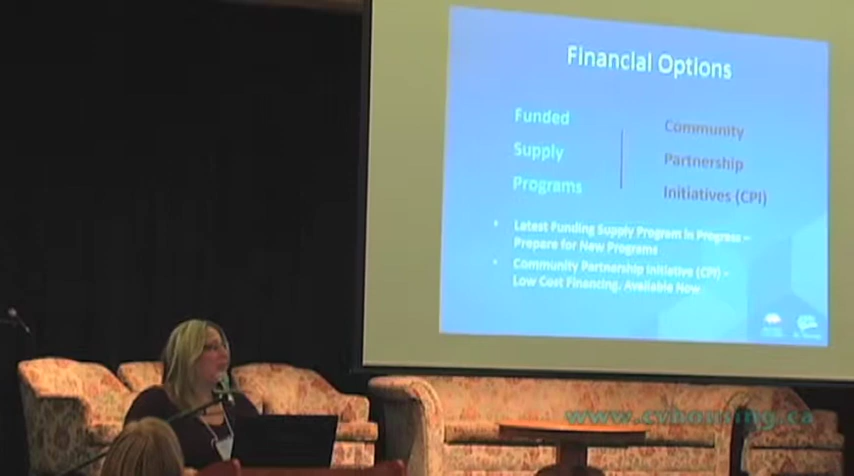 Financial Options
Funded
Supply
Programs
Community
Partnership
Initiatives (CPI)
• Latest Funding Supply Program in Progress –
Prepare for New Programs
• Community Partnership Initiative (CPI) –
Low Cost Financing. Available Now
www.cvhousing.ca